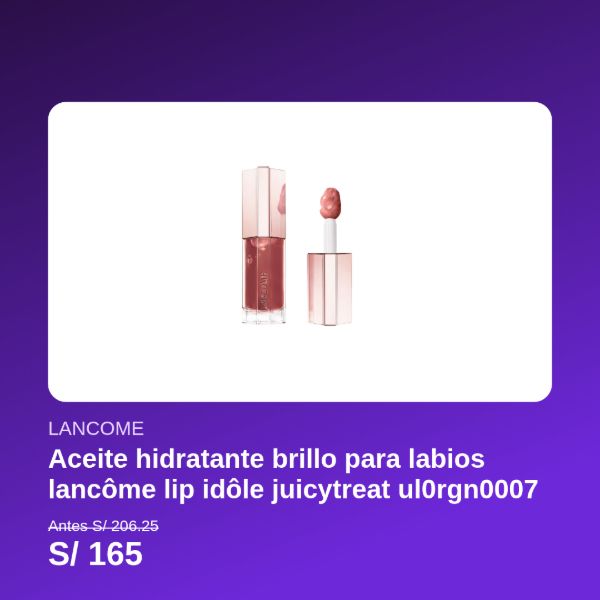 LANCOME
Aceite hidratante brillo para labios
lancôme lip idôle juicytreat ul0rgn0007
Antes S/ 206.25
S/ 165